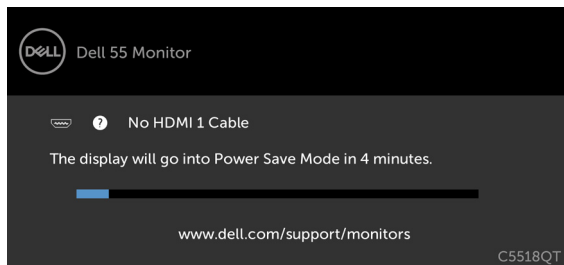 DELL
Dell 55 Monitor
? No HDMI 1 Cable
The display will go into Power Save Mode in 4 minutes.
www.dell.com/support/monitors
C5518QT